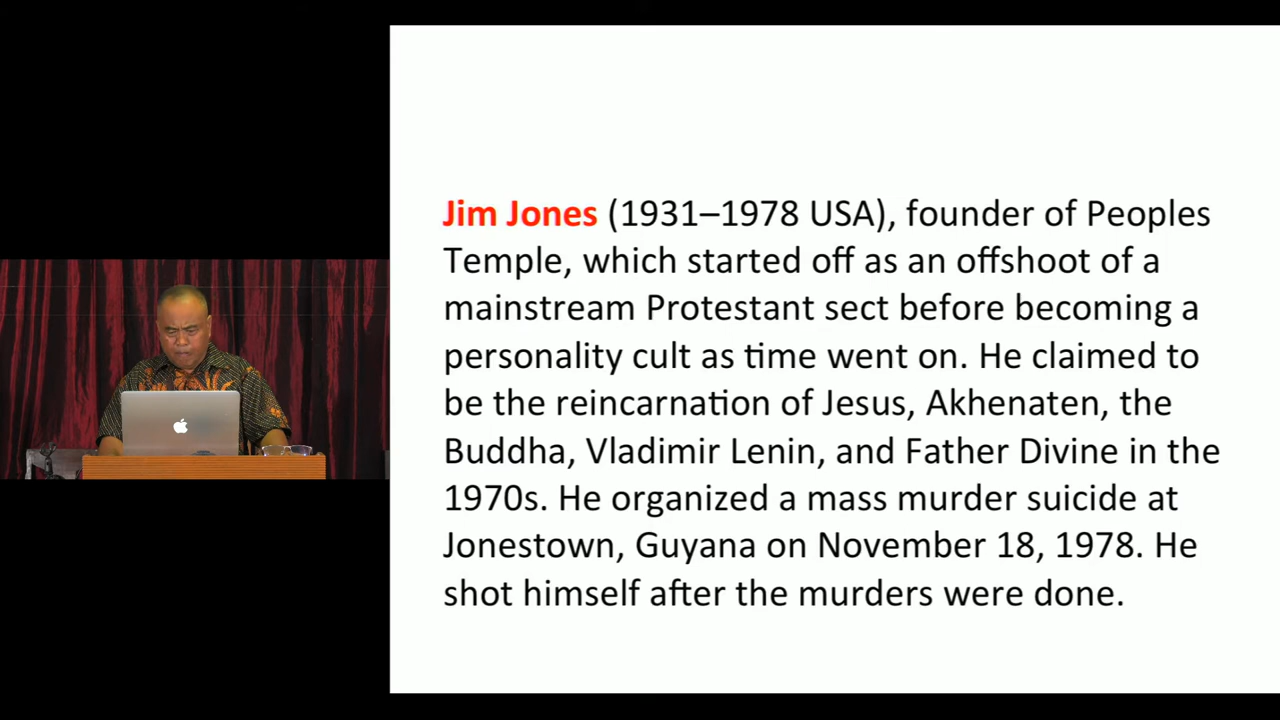 Jim Jones (1931–1978 USA), founder of Peoples
Temple, which started off as an offshoot of a
mainstream Protestant sect before becoming a
personality cult as time went on. He claimed to
be the reincarnation of Jesus, Akhenaten, the
Buddha, Vladimir Lenin, and Father Divine in the
1970s. He organized a mass murder suicide at
Jonestown, Guyana on November 18, 1978. He
shot himself after the murders were done.